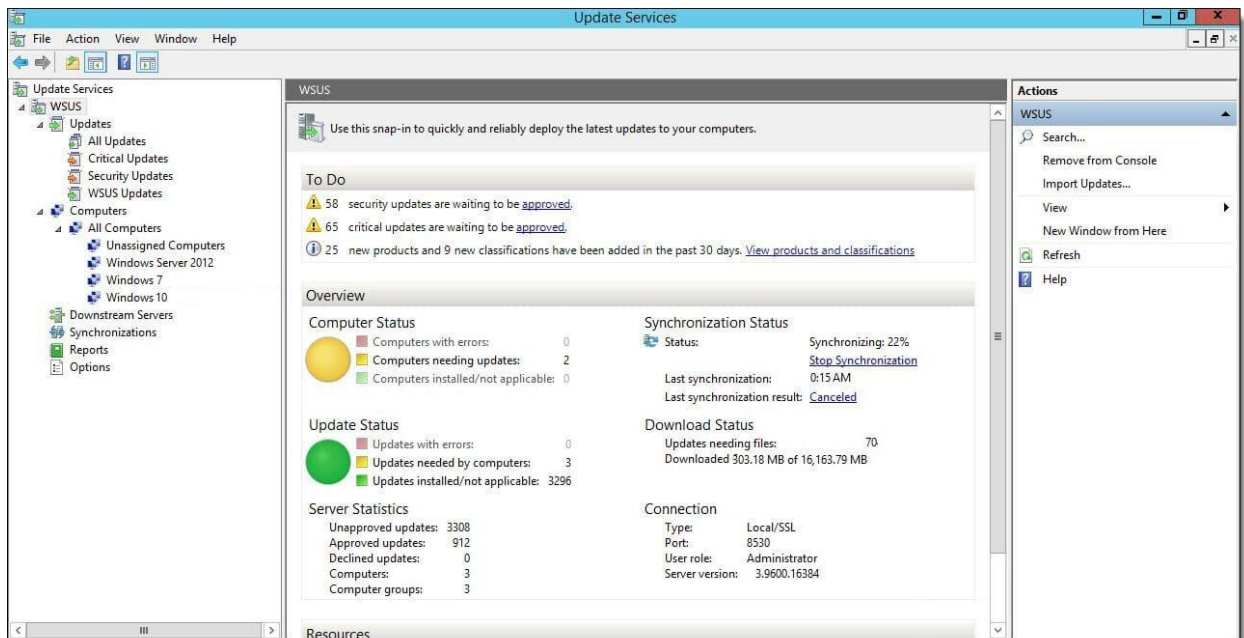 Update Services
File Action View Window Help
Update Services
WSUS
Updates
All Updates
Critical Updates
Security Updates
WSUS Updates
Computers
All Computers
Unassigned Computers
Windows Server 2012
Windows 7
Windows 10
Downstream Servers
Synchronizations
Reports
Options
WSUS
Use this snap-in to quickly and reliably deploy the latest updates to your computers.
To Do
58 security updates are waiting to be approved.
65 critical updates are waiting to be approved.
25 new products and 9 new classifications have been added in the past 30 days. View products and classifications
Overview
Computer Status
Computers with errors: 0
Computers needing updates: 2
Computers installed/not applicable: 0
Synchronization Status
Status: Synchronizing: 22%
Stop Synchronization
Last synchronization: 0:15 AM
Last synchronization result: Canceled
Update Status
Updates with errors: 0
Updates needed by computers: 3
Updates installed/not applicable: 3296
Download Status
Updates needing files: 70
Downloaded 303.18 MB of 16,163.79 MB
Server Statistics
Unapproved updates: 3308
Approved updates: 912
Declined updates: 0
Computers: 3
Computer groups: 3
Connection
Type: Local/SSL
Port: 8530
User role: Administrator
Server version: 3.9600.16384
Resources
Actions
WSUS
Search...
Remove from Console
Import Updates...
View
New Window from Here
Refresh
Help